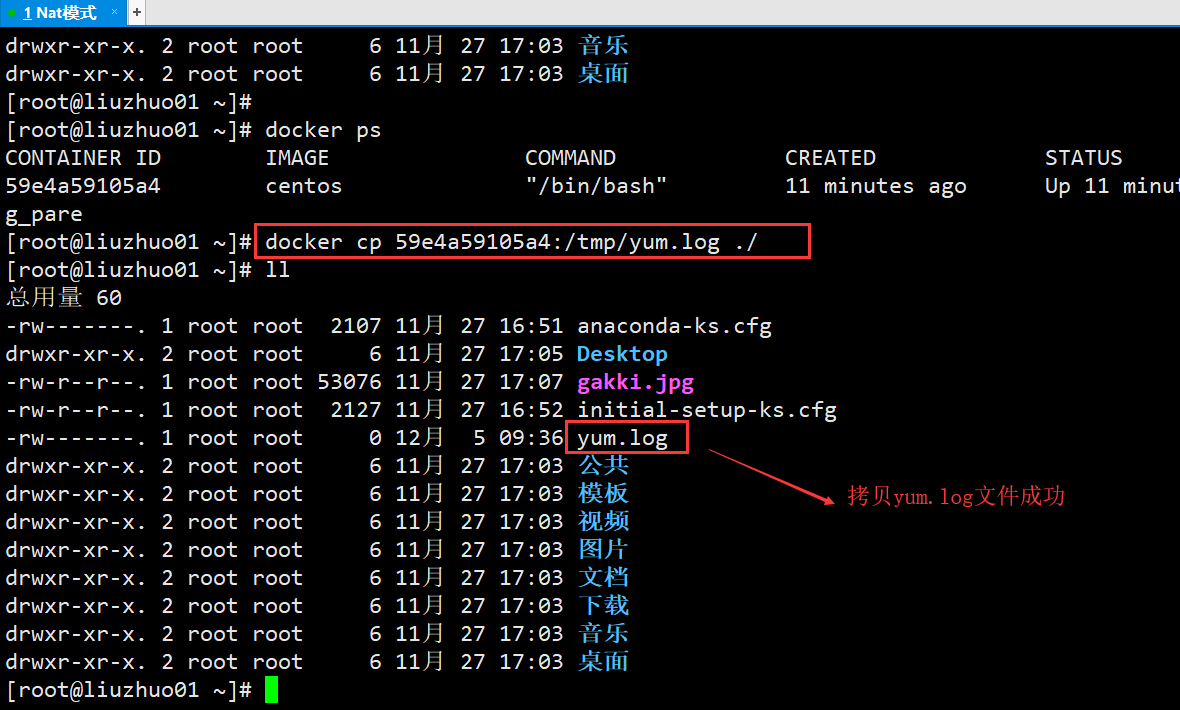 1 Nat模式 × +
drwxr-xr-x. 2 root root     6 11月 27 17:03 音乐
drwxr-xr-x. 2 root root     6 11月 27 17:03 桌面
[root@liuzhuo01 ~]#
[root@liuzhuo01 ~]# docker ps
CONTAINER ID        IMAGE               COMMAND             CREATED             STATUS
59e4a59105a4        centos              "/bin/bash"         11 minutes ago      Up 11 minut
g_pare
[root@liuzhuo01 ~]# docker cp 59e4a59105a4:/tmp/yum.log ./
[root@liuzhuo01 ~]# ll
总用量 60
-rw-------. 1 root root  2107 11月 27 16:51 anaconda-ks.cfg
drwxr-xr-x. 2 root root     6 11月 27 17:05 Desktop
-rw-r--r--. 1 root root 53076 11月 27 17:07 gakki.jpg
-rw-r--r--. 1 root root  2127 11月 27 16:52 initial-setup-ks.cfg
-rw-------. 1 root root     0 12月  5 09:36 yum.log
drwxr-xr-x. 2 root root     6 11月 27 17:03 公共
drwxr-xr-x. 2 root root     6 11月 27 17:03 模板
拷贝yum.log文件成功
drwxr-xr-x. 2 root root     6 11月 27 17:03 视频
drwxr-xr-x. 2 root root     6 11月 27 17:03 图片
drwxr-xr-x. 2 root root     6 11月 27 17:03 文档
drwxr-xr-x. 2 root root     6 11月 27 17:03 下载
drwxr-xr-x. 2 root root     6 11月 27 17:03 音乐
drwxr-xr-x. 2 root root     6 11月 27 17:03 桌面
[root@liuzhuo01 ~]#